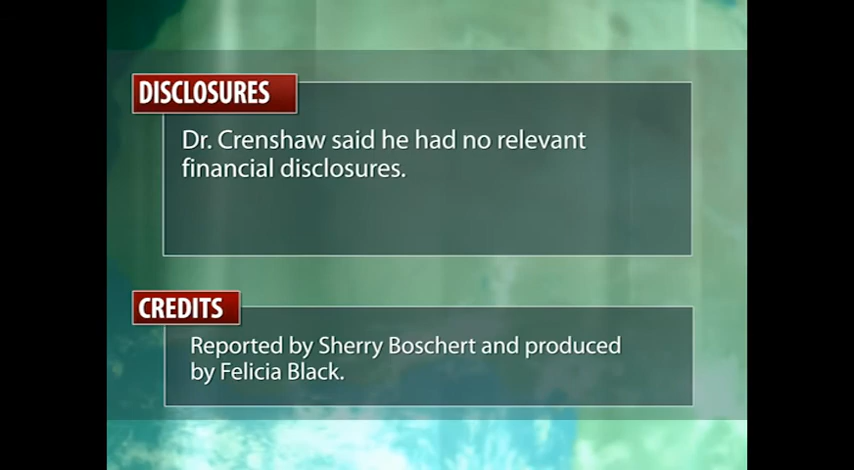 DISCLOSURES
Dr. Crenshaw said he had no relevant
financial disclosures.
CREDITS
Reported by Sherry Boschert and produced
by Felicia Black.